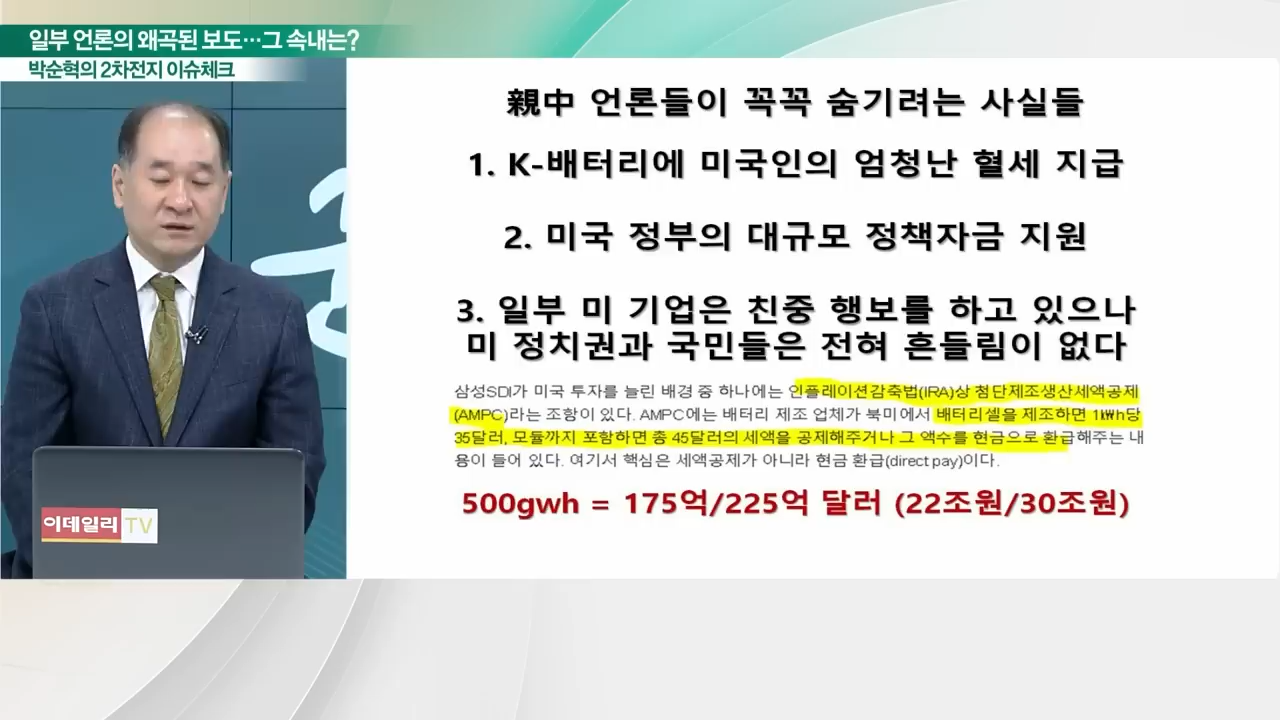 일부 언론의 왜곡된 보도…그 속내는?
박순혁의 2차전지 이슈체크
親中 언론들이 꼭꼭 숨기려는 사실들
1. K-배터리에 미국인의 엄청난 혈세 지급
2. 미국 정부의 대규모 정책자금 지원
3. 일부 미 기업은 친중 행보를 하고 있으나
미 정치권과 국민들은 전혀 흔들림이 없다
삼성SDI가 미국 투자를 늘린 배경 중 하나에는 인플레이션감축법(IRA)상 첨단제조생산세액공제
(AMPC)라는 조항이 있다. AMPC에는 배터리 제조 업체가 북미에서 배터리셀을 제조하면 1㎾h당
35달러, 모듈까지 포함하면 총 45달러의 세액을 공제해주거나 그 액수를 현금으로 환급해주는 내
용이 들어 있다. 여기서 핵심은 세액공제가 아니라 현금 환급(direct pay)이다.
500gwh = 175억/225억 달러 (22조원/30조원)
이데일리 TV